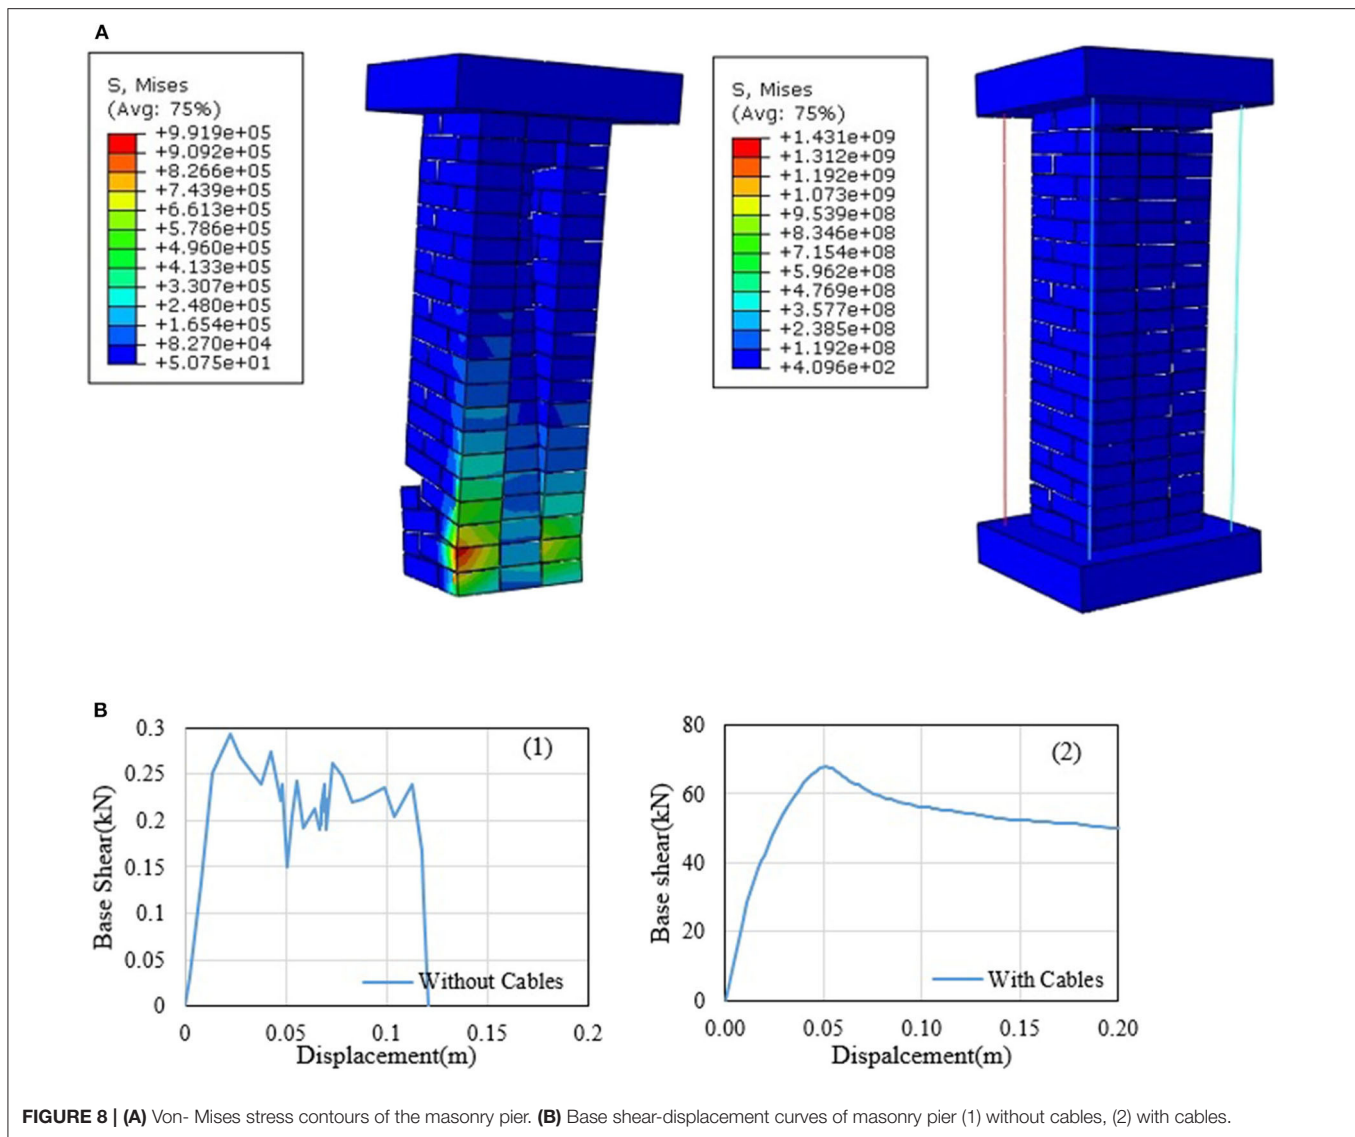 A
S, Mises
(Avg: 75%)
+9.919e+05
+9.092e+05
+8.266e+05
+7.439e+05
+6.613e+05
+5.786e+05
+4.960e+05
+4.133e+05
+3.307e+05
+2.480e+05
+1.654e+05
+8.270e+04
+5.075e+01
S, Mises
(Avg: 75%)
+1.431e+09
+1.312e+09
+1.192e+09
+1.073e+09
+9.539e+08
+8.346e+08
+7.154e+08
+5.962e+08
+4.769e+08
+3.577e+08
+2.385e+08
+1.192e+08
+4.096e+02
B
0.3
0.25
0.2
0.15
0.1
0.05
0
Base Shear(kN)
(1)
Without Cables
0
0.05
0.1
0.15
0.2
Displacement(m)
80
60
40
20
0
Base shear(kN)
(2)
With Cables
0.00
0.05
0.10
0.15
0.20
Dispalcement(m)
FIGURE 8 | (A) Von- Mises stress contours of the masonry pier. (B) Base shear-displacement curves of masonry pier (1) without cables, (2) with cables.